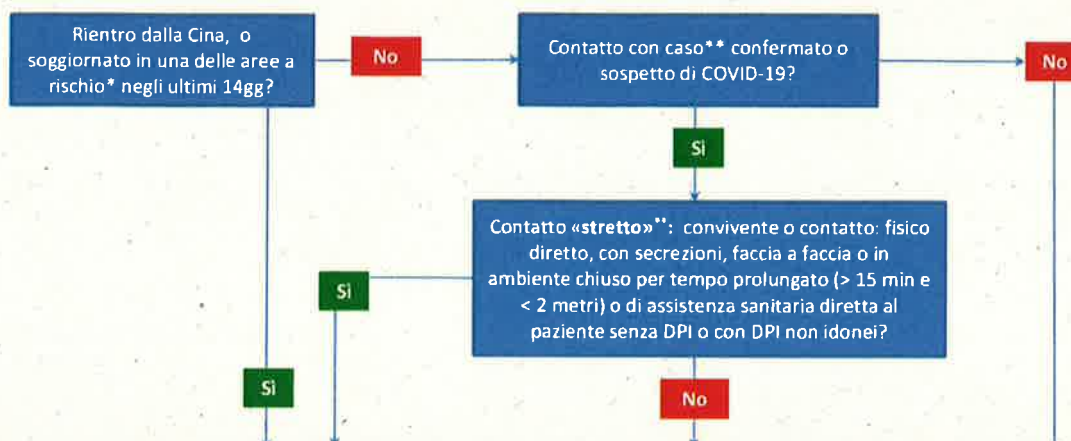 Rientro dalla Cina, o
soggiornato in una delle aree a
rischio* negli ultimi 14gg?
No
Contatto con caso** confermato o
sospetto di COVID-19?
No
Sì
Contatto «stretto»**: convivente o contatto: fisico
diretto, con secrezioni, faccia a faccia o in
ambiente chiuso per tempo prolungato (> 15 min e
< 2 metri) o di assistenza sanitaria diretta al
paziente senza DPI o con DPI non idonei?
Sì
Sì
No